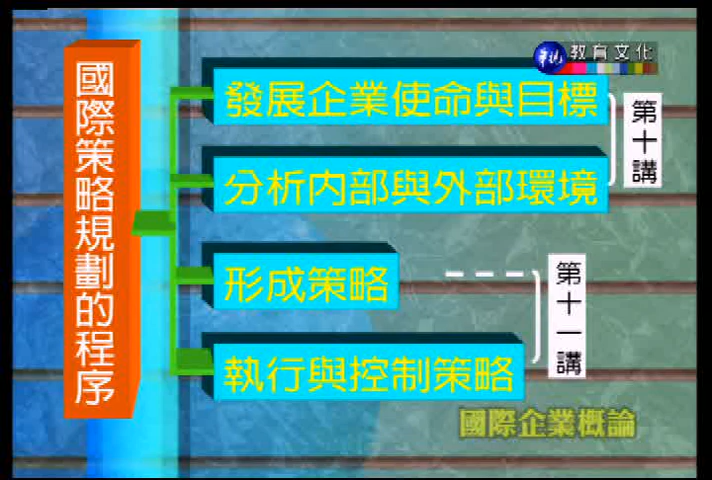 華視 教育文化
國際策略規劃的程序
發展企業使命與目標
分析內部與外部環境
第十講
形成策略
執行與控制策略
第十一講
國際企業概論